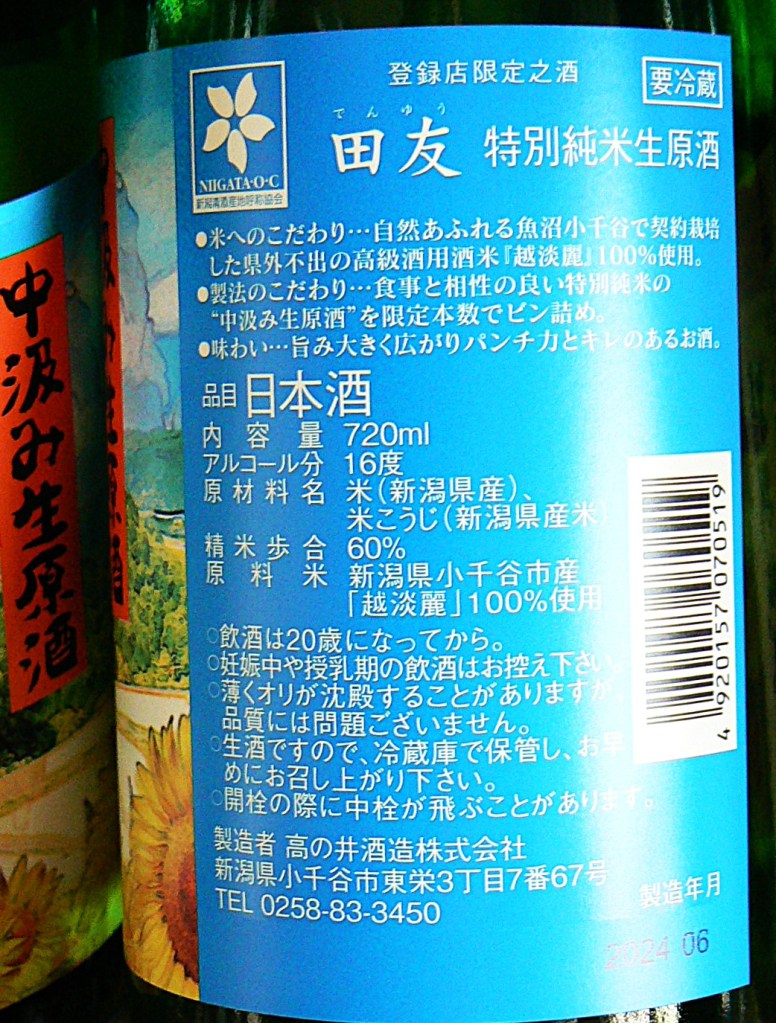 中汲み生原酒
登録店限定之酒
要冷蔵
NIIGATA·O·C
新潟清酒産地呼称協会
でんゆう
田友 特別純米生原酒
●米へのこだわり…自然あふれる魚沼小千谷で契約栽培
した県外不出の高級酒用酒米『越淡麗』100%使用。
●製法のこだわり…食事と相性の良い特別純米の
“中汲み生原酒”を限定本数でビン詰め。
●味わい…旨み大きく広がりパンチ力とキレのあるお酒。
品目 日本酒
内容量 720ml
アルコール分 16度
原材料名 米(新潟県産)、
米こうじ(新潟県産米)
精米歩合 60%
原料米 新潟県小千谷市産
「越淡麗」100%使用
○飲酒は20歳になってから。
○妊娠中や授乳期の飲酒はお控え下さい。
○薄くオリが沈殿することがありますが、
品質には問題ございません。
○生酒ですので、冷蔵庫で保管し、お早
めにお召し上がり下さい。
○開栓の際に中栓が飛ぶことがあります。
製造者 高の井酒造株式会社
新潟県小千谷市東栄3丁目7番67号
TEL 0258-83-3450
製造年月
2024 06
4920157070519